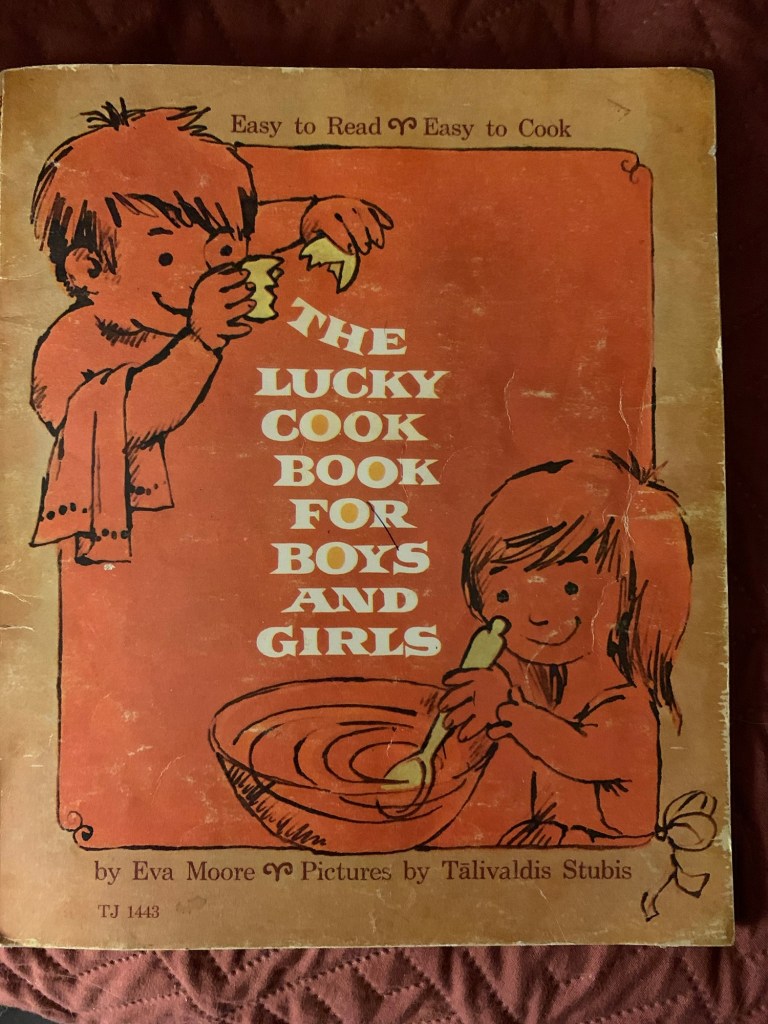 Easy to Read Easy to Cook
THE
LUCKY
COOK
BOOK
FOR
BOYS
AND
GIRLS
by Eva Moore Pictures by Tālivaldis Stubis
TJ 1443